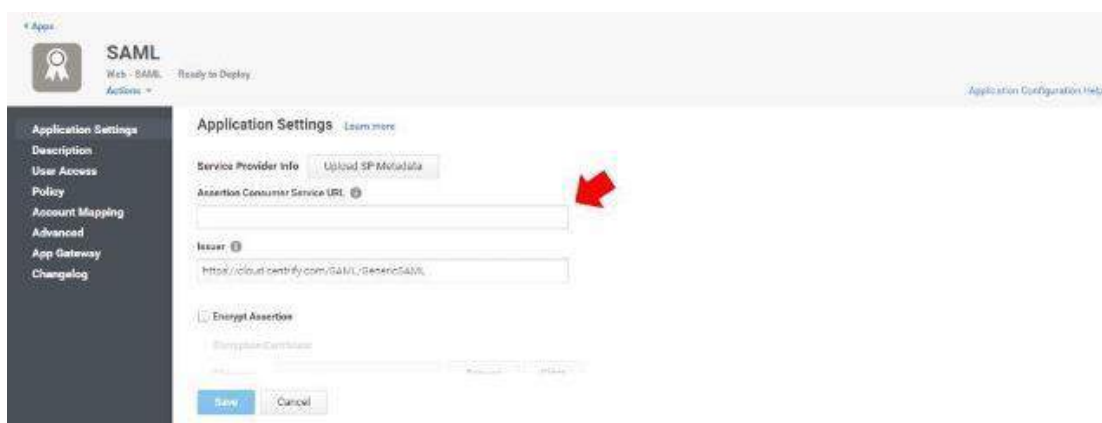 < Apps
SAML
Web - SAML Ready to Deploy
Actions
Application Configuration Help
Application Settings
Description
User Access
Policy
Account Mapping
Advanced
App Gateway
Changelog
Application Settings Learn more
Service Provider Info Upload SP Metadata
Assertion Consumer Service URL
Issuer
https://cloud.centrify.com/SAML/GenericSAML
Encrypt Assertion
Encryption Certificate
Save Cancel